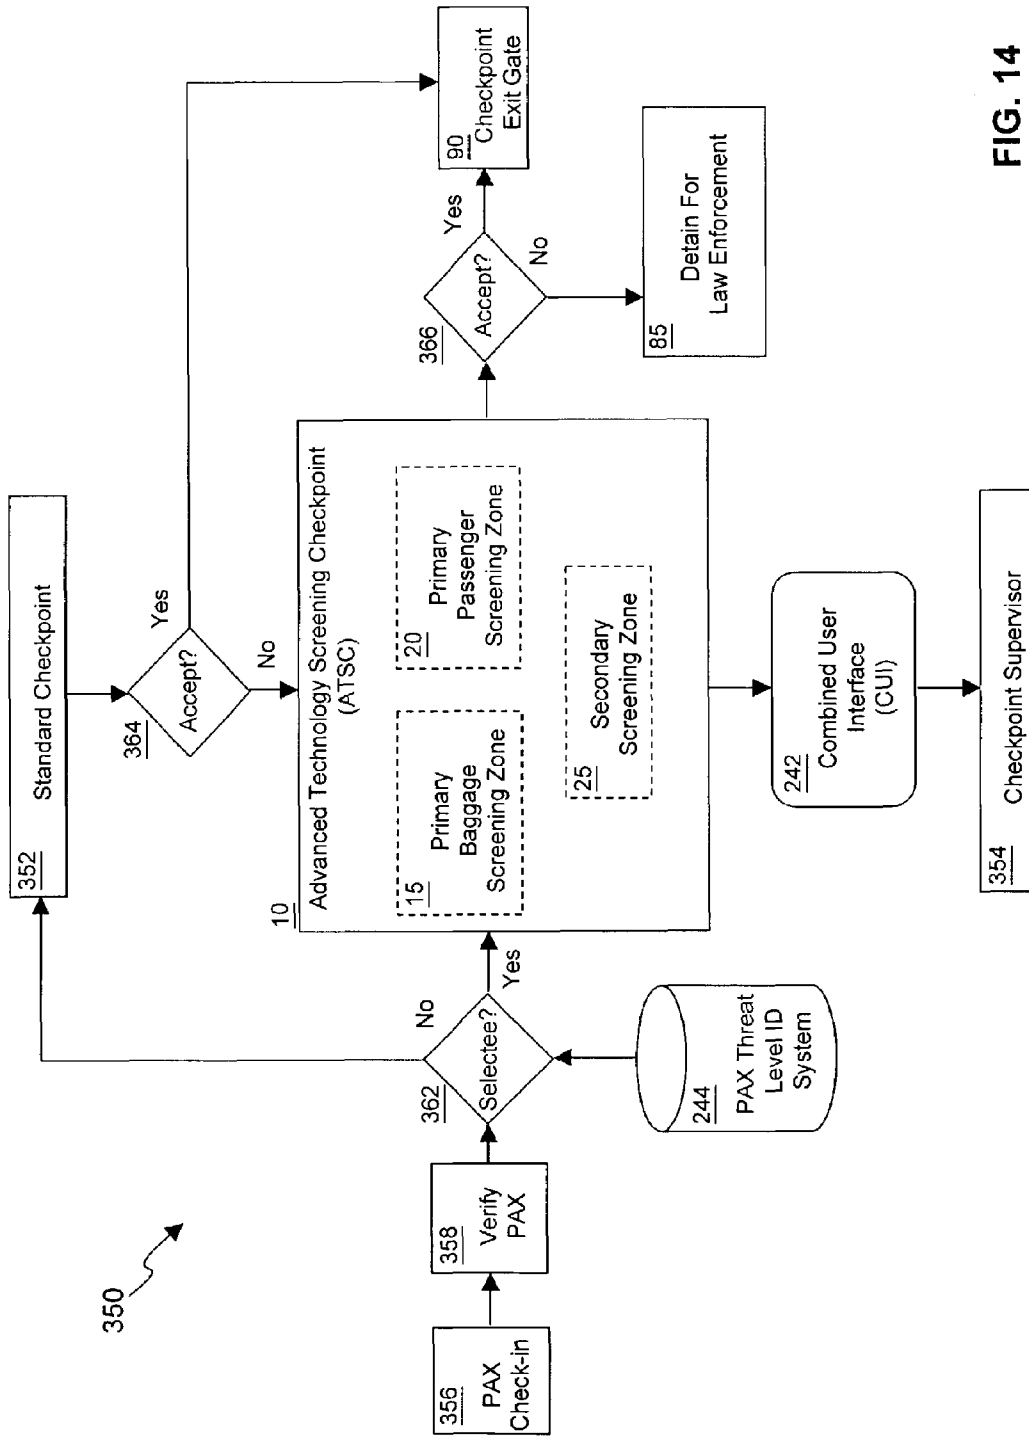 350
356
PAX
Check-in
358
Verify
PAX
362
Selectee?
No
Yes
244
PAX Threat
Level ID
System
352
Standard Checkpoint
364
Accept?
Yes
No
10
Advanced Technology Screening Checkpoint
(ATSC)
15
Primary
Baggage
Screening Zone
20
Primary
Passenger
Screening Zone
25
Secondary
Screening Zone
242
Combined User
Interface
(CUI)
354
Checkpoint Supervisor
366
Accept?
Yes
No
90
Checkpoint
Exit Gate
85
Detain For
Law Enforcement
FIG. 14